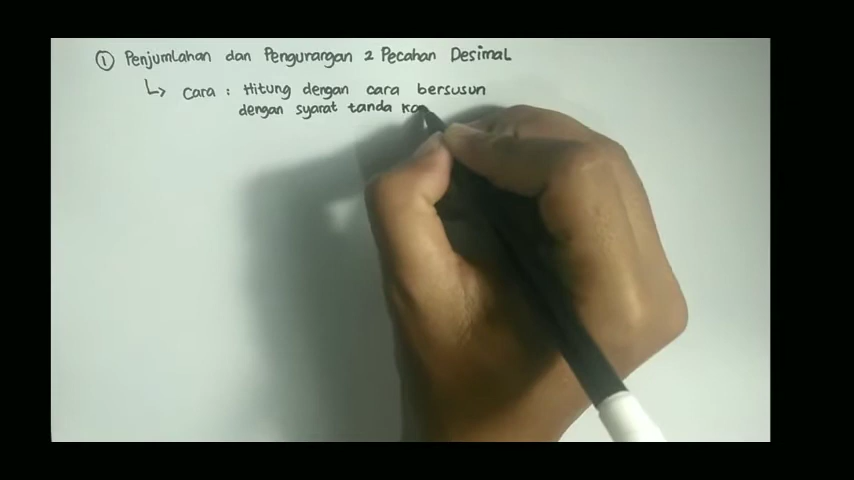 ① Penjumlahan dan Pengurangan 2 Pecahan Desimal
↳ Cara : Hitung dengan cara bersusun
dengan syarat tanda